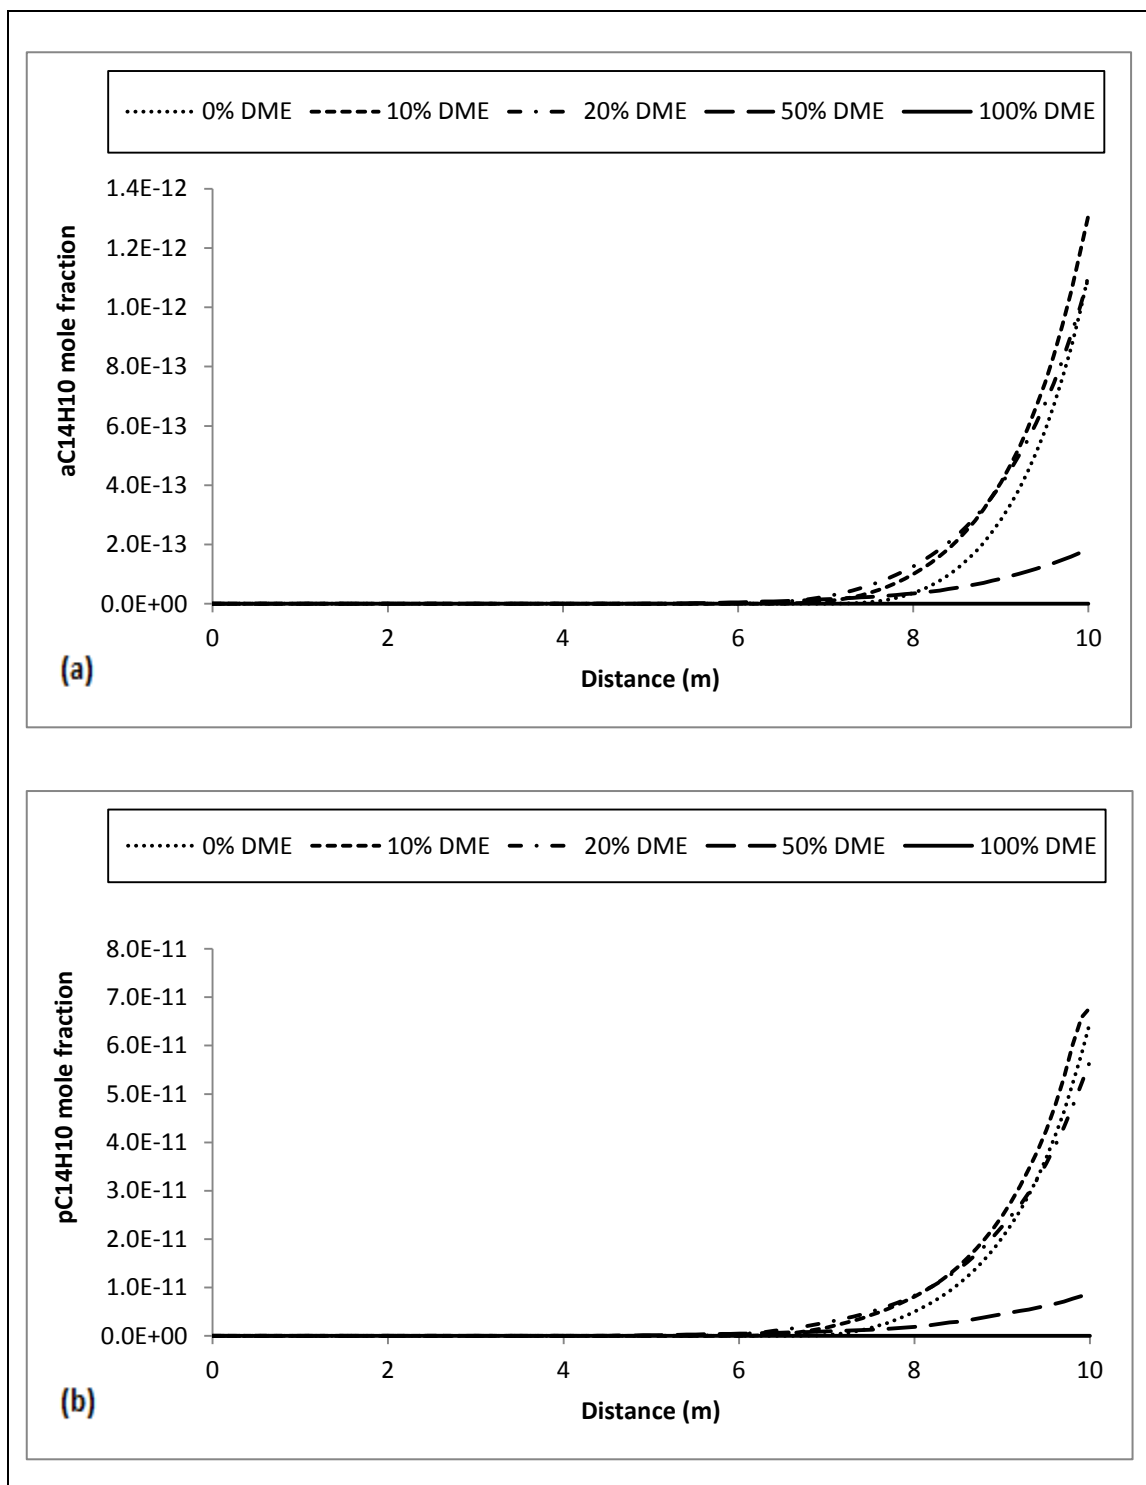 0% DME 10% DME 20% DME 50% DME 100% DME
1.4E-12
1.2E-12
1.0E-12
8.0E-13
6.0E-13
4.0E-13
2.0E-13
0.0E+00
aC14H10 mole fraction
0 2 4 6 8 10
Distance (m)
(a)
0% DME 10% DME 20% DME 50% DME 100% DME
8.0E-11
7.0E-11
6.0E-11
5.0E-11
4.0E-11
3.0E-11
2.0E-11
1.0E-11
0.0E+00
pC14H10 mole fraction
0 2 4 6 8 10
Distance (m)
(b)